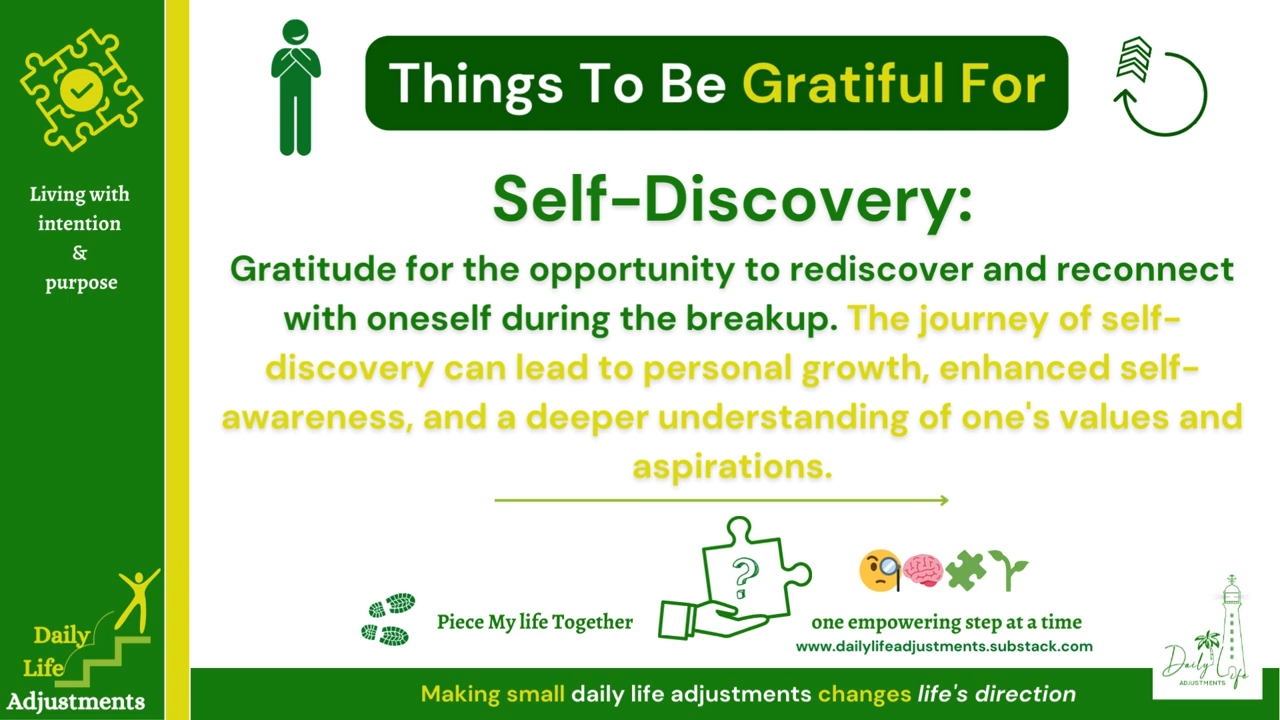 Things To Be Gratiful For
Living with
intention
&
purpose
Self-Discovery:
Gratitude for the opportunity to rediscover and reconnect
with oneself during the breakup. The journey of self-
discovery can lead to personal growth, enhanced self-
awareness, and a deeper understanding of one's values and
aspirations.
?
Piece My life Together
one empowering step at a time
www.dailylifeadjustments.substack.com
Daily
Life
Adjustments
Making small daily life adjustments changes life's direction
Daily Life
ADJUSTMENTS